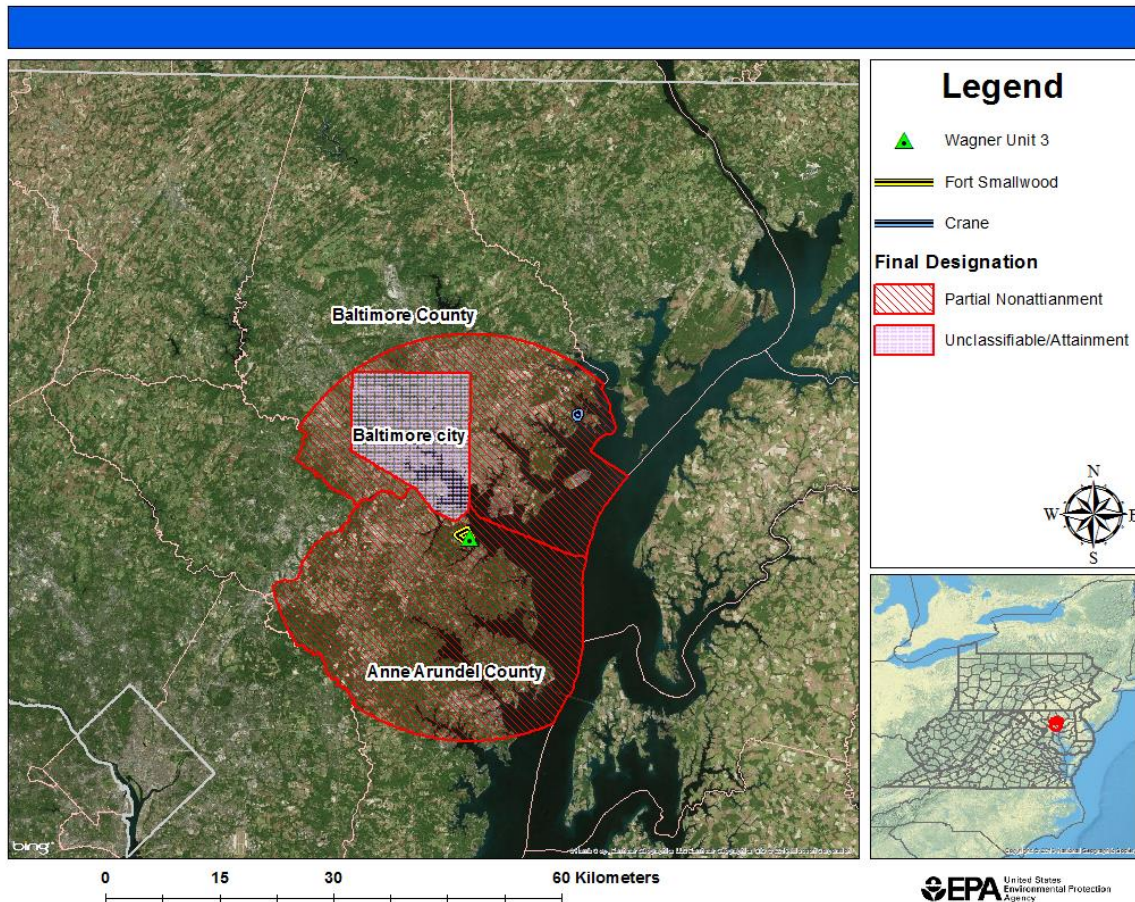 Legend
Wagner Unit 3
Fort Smallwood
Crane
Final Designation
Partial Nonattianment
Unclassifiable/Attainment
Baltimore County
Baltimore city
Anne Arundel County
N
W E
S
bing
0 15 30 60 Kilometers
EPA United States
Environmental Protection
Agency